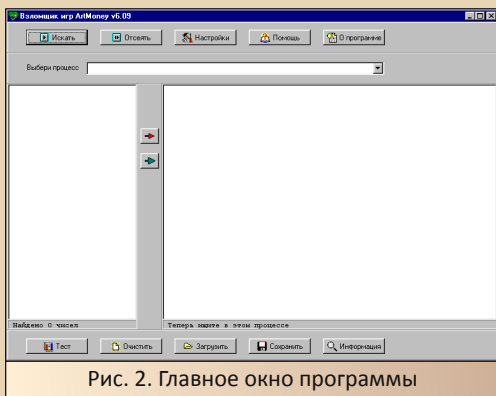 Взломщик игр ArtMoney v6.09
Искать Отсеять Настройки Помощь О программе
Выбери процесс
Найдено 0 чисел Теперь ищите в этом процессе
Тест Очистить Загрузить Сохранить Информация
Рис. 2. Главное окно программы